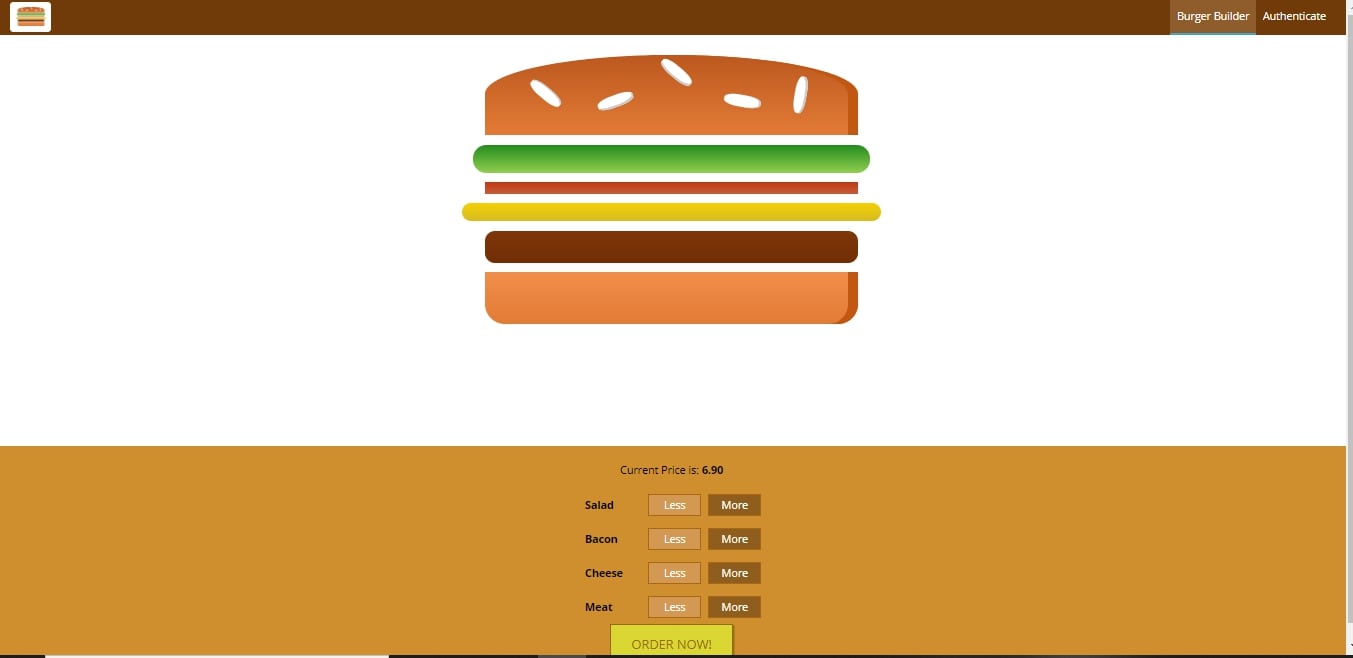 Burger Builder Authenticate
Current Price is: 6.90
Salad Less More
Bacon Less More
Cheese Less More
Meat Less More
ORDER NOW!